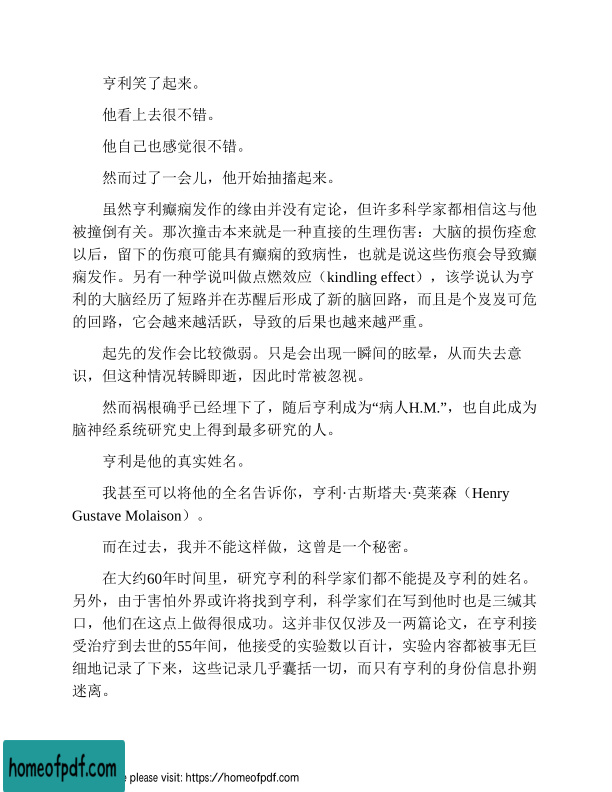 亨利笑了起来。
他看上去很不错。
他自己也感觉很不错。
然而过了一会儿，他开始抽搐起来。
虽然亨利癫痫发作的缘由并没有定论，但许多科学家都相信这与他
被撞倒有关。那次撞击本来就是一种直接的生理伤害：大脑的损伤痊愈
以后，留下的伤痕可能具有癫痫的致病性，也就是说这些伤痕会导致癫
痫发作。另有一种学说叫做点燃效应（kindling effect），该学说认为亨
利的大脑经历了短路并在苏醒后形成了新的脑回路，而且是个岌岌可危
的回路，它会越来越活跃，导致的后果也越来越严重。
起先的发作会比较微弱。只是会出现一瞬间的眩晕，从而失去意
识，但这种情况转瞬即逝，因此时常被忽视。
然而祸根确乎已经埋下了，随后亨利成为“病人H.M.”，也自此成为
脑神经系统研究史上得到最多研究的人。
亨利是他的真实姓名。
我甚至可以将他的全名告诉你，亨利·古斯塔夫·莫莱森（Henry
Gustave Molaison）。
而在过去，我并不能这样做，这曾是一个秘密。
在大约60年时间里，研究亨利的科学家们都不能提及亨利的姓名。
另外，由于害怕外界或许将找到亨利，科学家们在写到他时也是三缄其
口，他们在这点上做得很成功。这并非仅仅涉及一两篇论文，在亨利接
受治疗到去世的55年间，他接受的实验数以百计，实验内容都被事无巨
细地记录了下来，这些记录几乎囊括一切，而只有亨利的身份信息扑朔
迷离。
homeofpdf.com
e please visit: https://homeofpdf.com